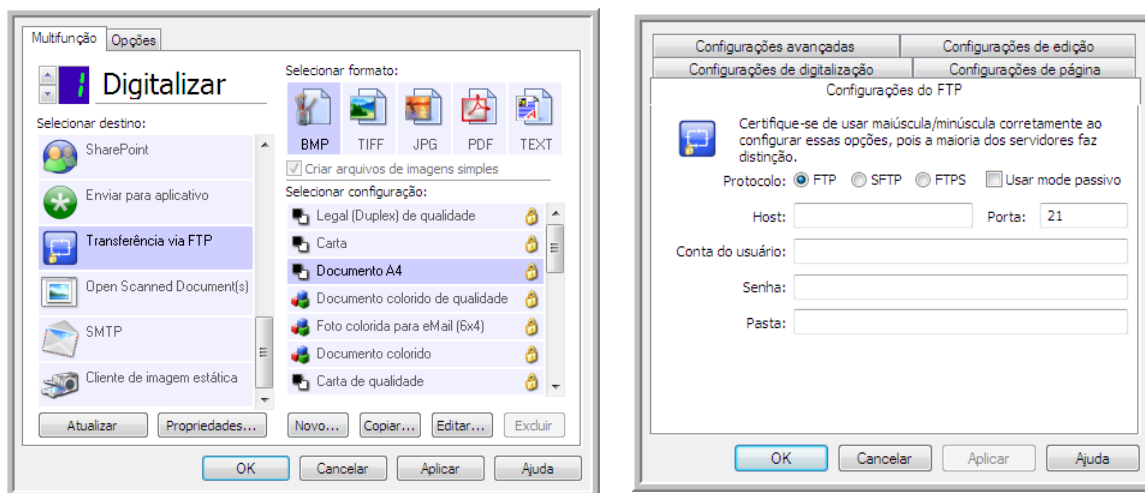 Multifunção
Opções
1
Digitalizar
Selecionar destino:
SharePoint
Enviar para aplicativo
Transferência via FTP
Open Scanned Document(s)
SMTP
Cliente de imagem estática
Atualizar
Propriedades...
Selecionar formato:
BMP TIFF JPG PDF TEXT
Criar arquivos de imagens simples
Selecionar configuração:
Legal (Duplex) de qualidade
Carta
Documento A4
Documento colorido de qualidade
Foto colorida para eMail (6x4)
Documento colorido
Carta de qualidade
Novo... Copiar... Editar... Excluir
OK Cancelar Aplicar Ajuda
Configurações avançadas Configurações de edição
Configurações de digitalização Configurações de página
Configurações do FTP
Certifique-se de usar maiúscula/minúscula corretamente ao
configurar essas opções, pois a maioria dos servidores faz
distinção.
Protocolo: FTP SFTP FTPS Usar mode passivo
Host: Porta: 21
Conta do usuário:
Senha:
Pasta:
OK Cancelar Aplicar Ajuda